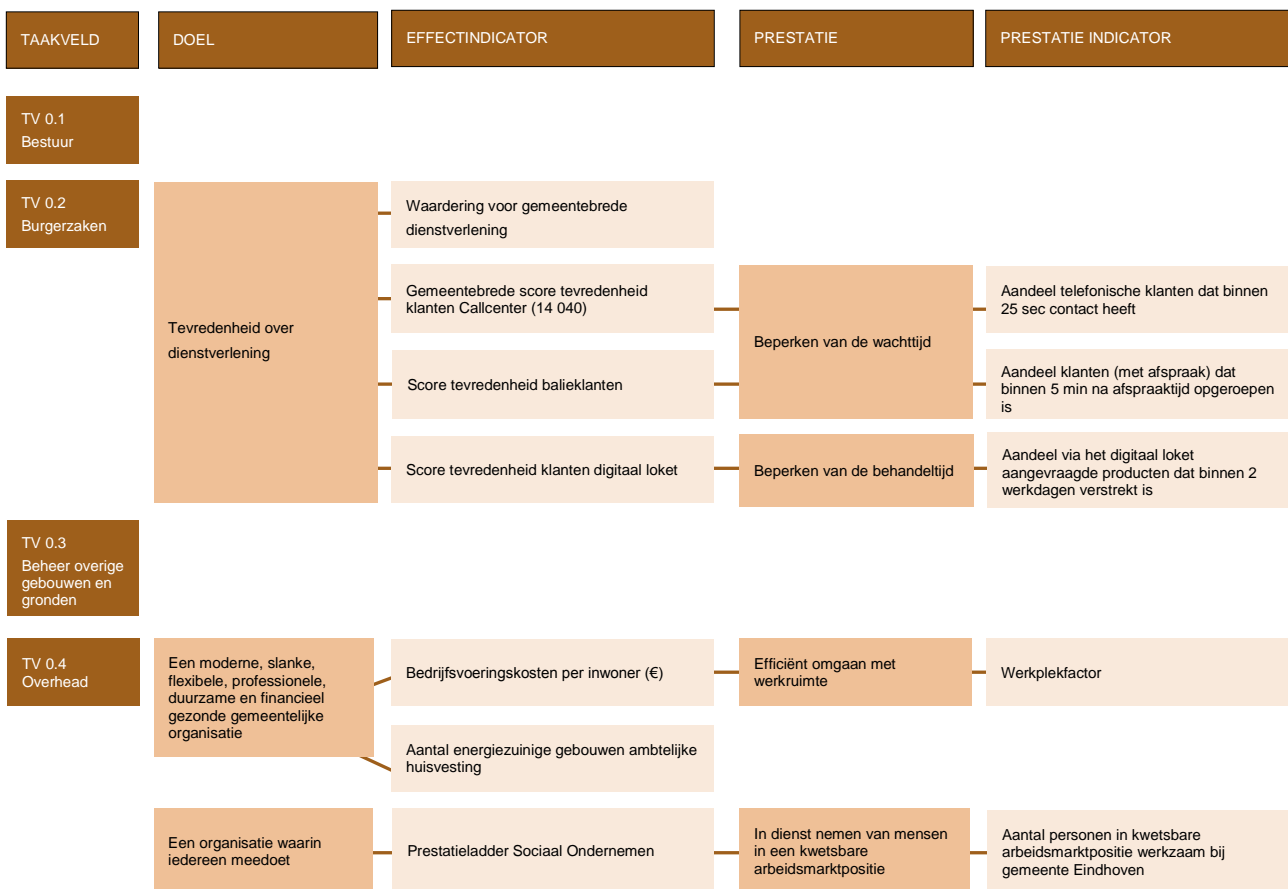 TAAKVELD
DOEL
EFFECTINDICATOR
PRESTATIE
PRESTATIE INDICATOR
TV 0.1
Bestuur
TV 0.2
Burgerzaken
Tevredenheid over
dienstverlening
Waardering voor gemeentebrede
dienstverlening
Gemeentebrede score tevredenheid
klanten Callcenter (14 040)
Score tevredenheid balieklanten
Score tevredenheid klanten digitaal loket
Beperken van de wachttijd
Beperken van de behandeltijd
Aandeel telefonische klanten dat binnen
25 sec contact heeft
Aandeel klanten (met afspraak) dat
binnen 5 min na afspraaktijd opgeroepen
is
Aandeel via het digitaal loket
aangevraagde producten dat binnen 2
werkdagen verstrekt is
TV 0.3
Beheer overige
gebouwen en
gronden
TV 0.4
Overhead
Een moderne, slanke,
flexibele, professionele,
duurzame en financieel
gezonde gemeentelijke
organisatie
Bedrijfsvoeringskosten per inwoner (€)
Efficiënt omgaan met
werkruimte
Werkplekfactor
Aantal energiezuinige gebouwen ambtelijke
huisvesting
Een organisatie waarin
iedereen meedoet
Prestatieladder Sociaal Ondernemen
In dienst nemen van mensen
in een kwetsbare
arbeidsmarktpositie
Aantal personen in kwetsbare
arbeidsmarktpositie werkzaam bij
gemeente Eindhoven